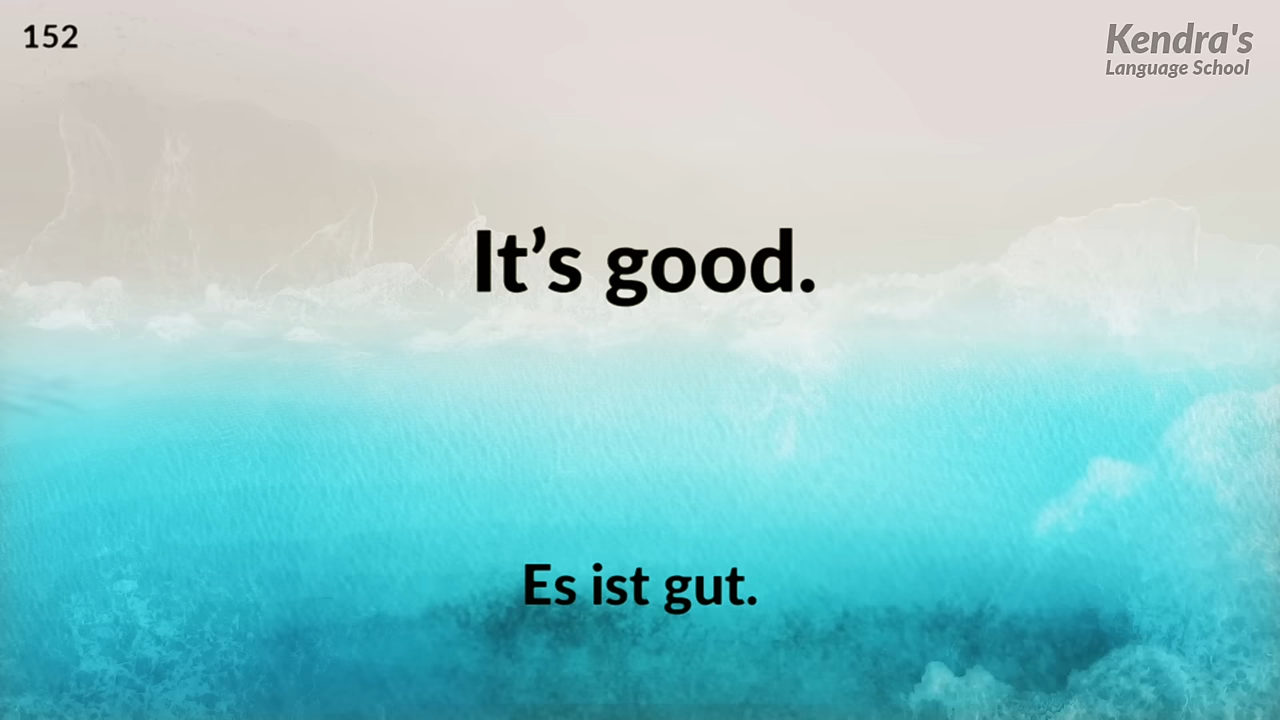 152
Kendra's
Language School
It’s good.
Es ist gut.